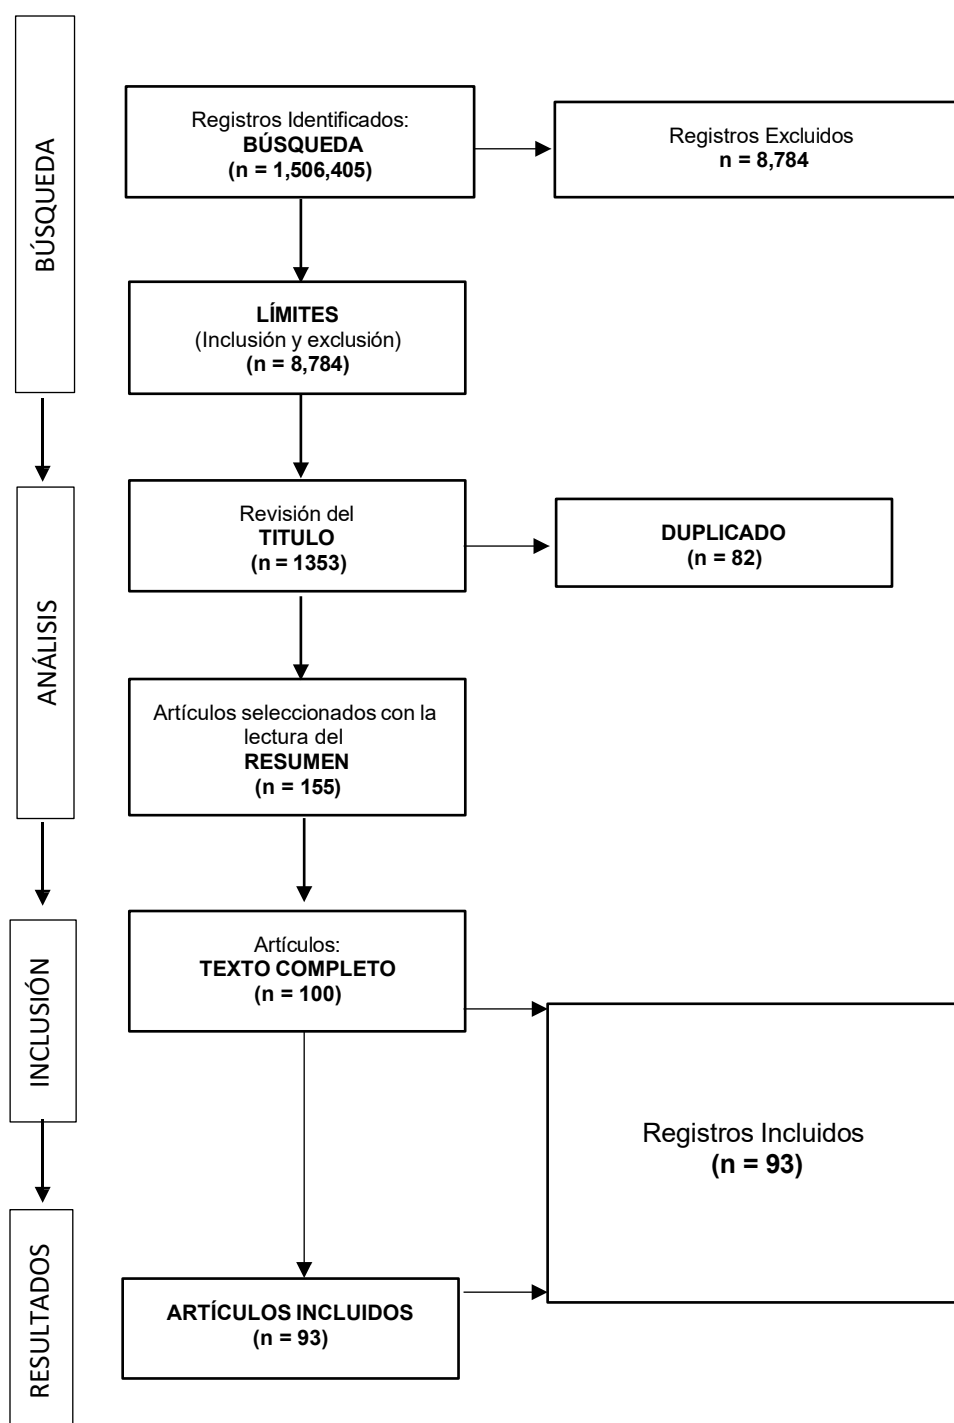 BÚSQUEDA
Registros Identificados:
BÚSQUEDA
(n = 1,506,405)
Registros Excluidos
n = 8,784
LÍMITES
(Inclusión y exclusión)
(n = 8,784)
ANÁLISIS
Revisión del
TITULO
(n = 1353)
DUPLICADO
(n = 82)
Artículos seleccionados con la
lectura del
RESUMEN
(n = 155)
INCLUSIÓN
Artículos:
TEXTO COMPLETO
(n = 100)
Registros Incluidos
(n = 93)
RESULTADOS
ARTÍCULOS INCLUIDOS
(n = 93)